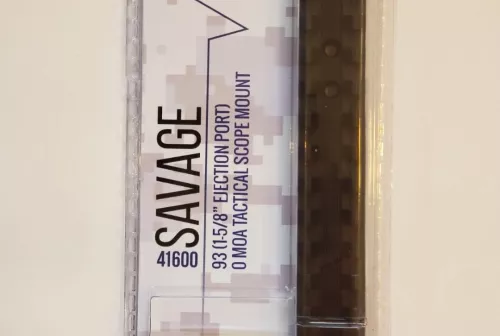 SAVAGE
41600
93 (1-5/8" EJECTION PORT)
0 MOA TACTICAL SCOPE MOUNT